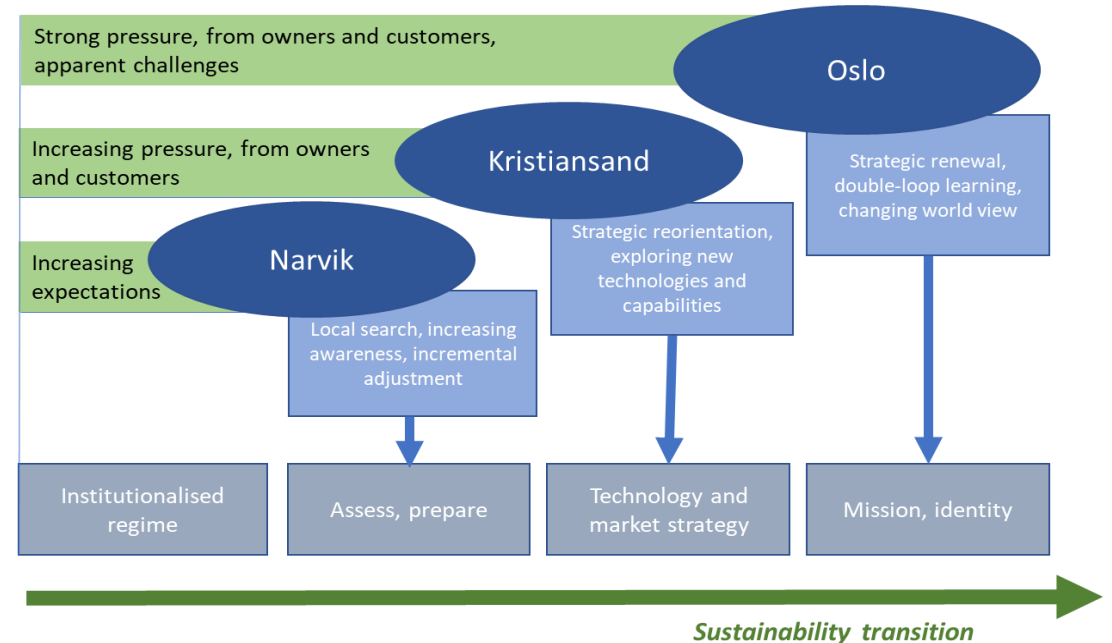 Strong pressure, from owners and customers,
apparent challenges
Oslo
Increasing pressure, from owners
and customers
Kristiansand
Strategic renewal,
double-loop learning,
changing world view
Increasing
expectations
Narvik
Strategic reorientation,
exploring new
technologies and
capabilities
Local search, increasing
awareness, incremental
adjustment
Institutionalised
regime
Assess, prepare
Technology and
market strategy
Mission, identity
Sustainability transition